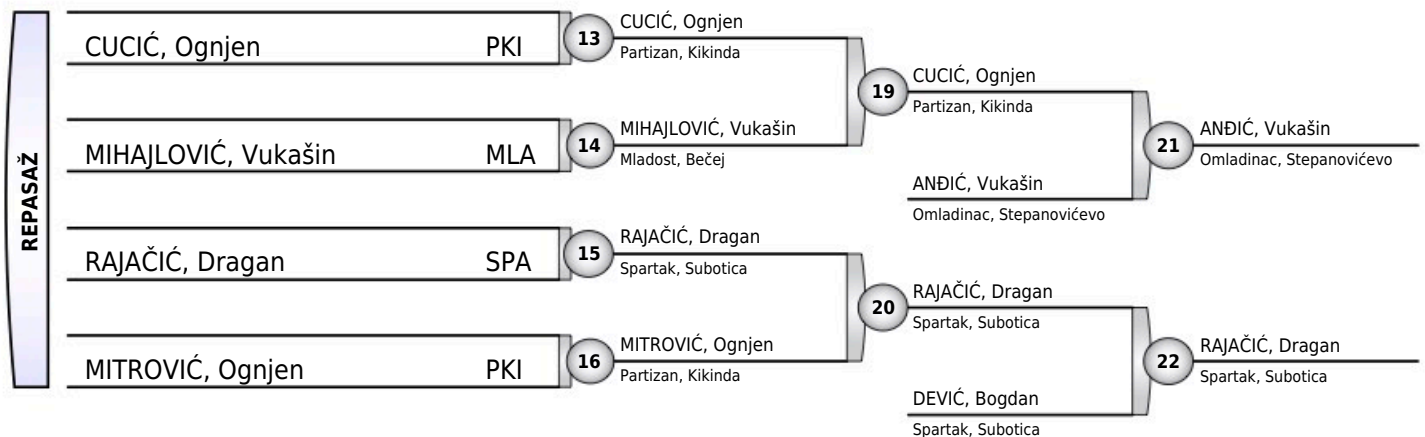 REPASAŽ
CUCIĆ, Ognjen PKI
MIHAJLOVIĆ, Vukašin MLA
RAJAČIĆ, Dragan SPA
MITROVIĆ, Ognjen PKI
13
CUCIĆ, Ognjen
Partizan, Kikinda
14
MIHAJLOVIĆ, Vukašin
Mladost, Bečej
15
RAJAČIĆ, Dragan
Spartak, Subotica
16
MITROVIĆ, Ognjen
Partizan, Kikinda
19
CUCIĆ, Ognjen
Partizan, Kikinda
ANĐIĆ, Vukašin
Omladinac, Stepanovićevo
20
RAJAČIĆ, Dragan
Spartak, Subotica
DEVIĆ, Bogdan
Spartak, Subotica
21
ANĐIĆ, Vukašin
Omladinac, Stepanovićevo
22
RAJAČIĆ, Dragan
Spartak, Subotica